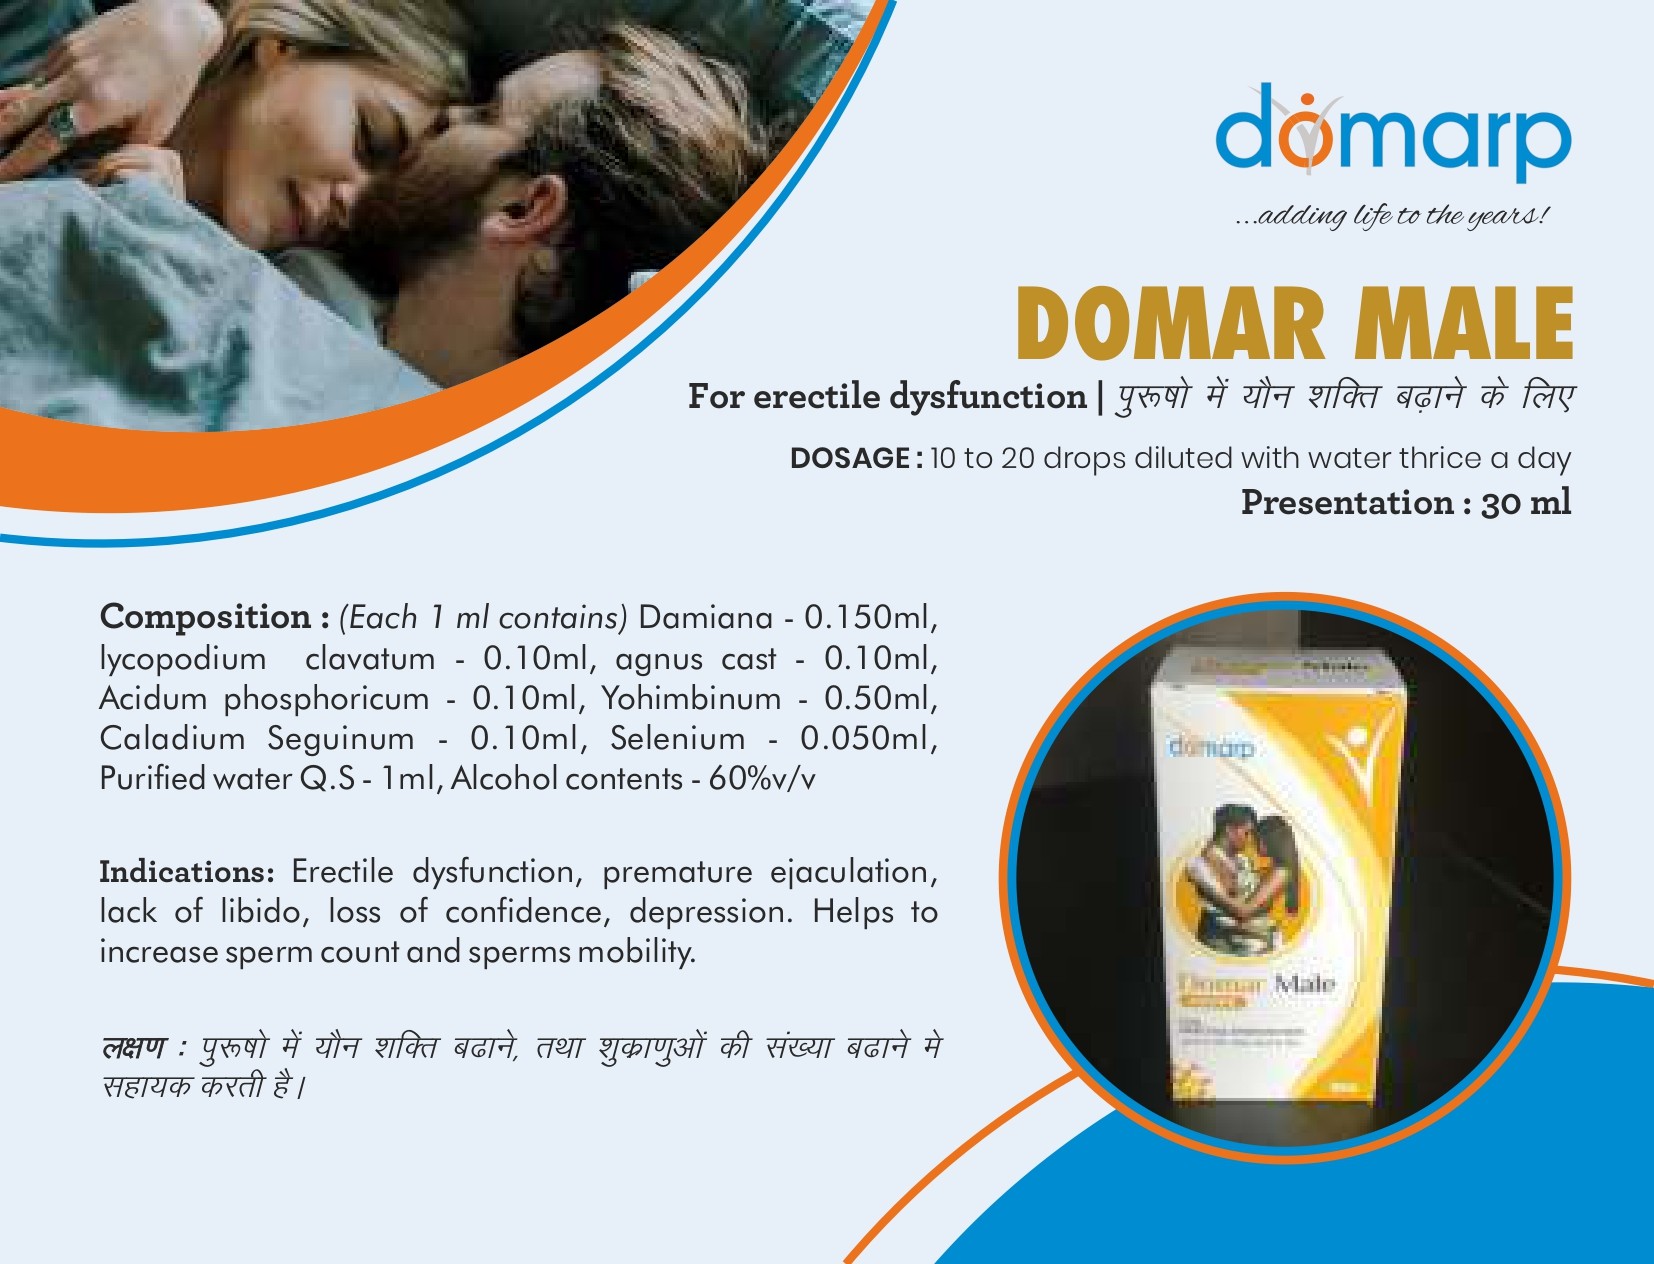 domarp
...adding life to the years!
DOMAR MALE
For erectile dysfunction | पुरूषो में यौन शक्ति बढ़ाने के लिए
DOSAGE : 10 to 20 drops diluted with water thrice a day
Presentation : 30 ml
Composition : (Each 1 ml contains) Damiana - 0.150ml,
lycopodium clavatum - 0.10ml, agnus cast - 0.10ml,
Acidum phosphoricum - 0.10ml, Yohimbinum - 0.50ml,
Caladium Seguinum - 0.10ml, Selenium - 0.050ml,
Purified water Q.S - 1ml, Alcohol contents - 60%v/v
Indications: Erectile dysfunction, premature ejaculation,
lack of libido, loss of confidence, depression. Helps to
increase sperm count and sperms mobility.
लक्षण : पुरूषो में यौन शक्ति बढाने, तथा शुक्राणुओं की संख्या बढाने मे
सहायक करती है।
domarp
Domar Male